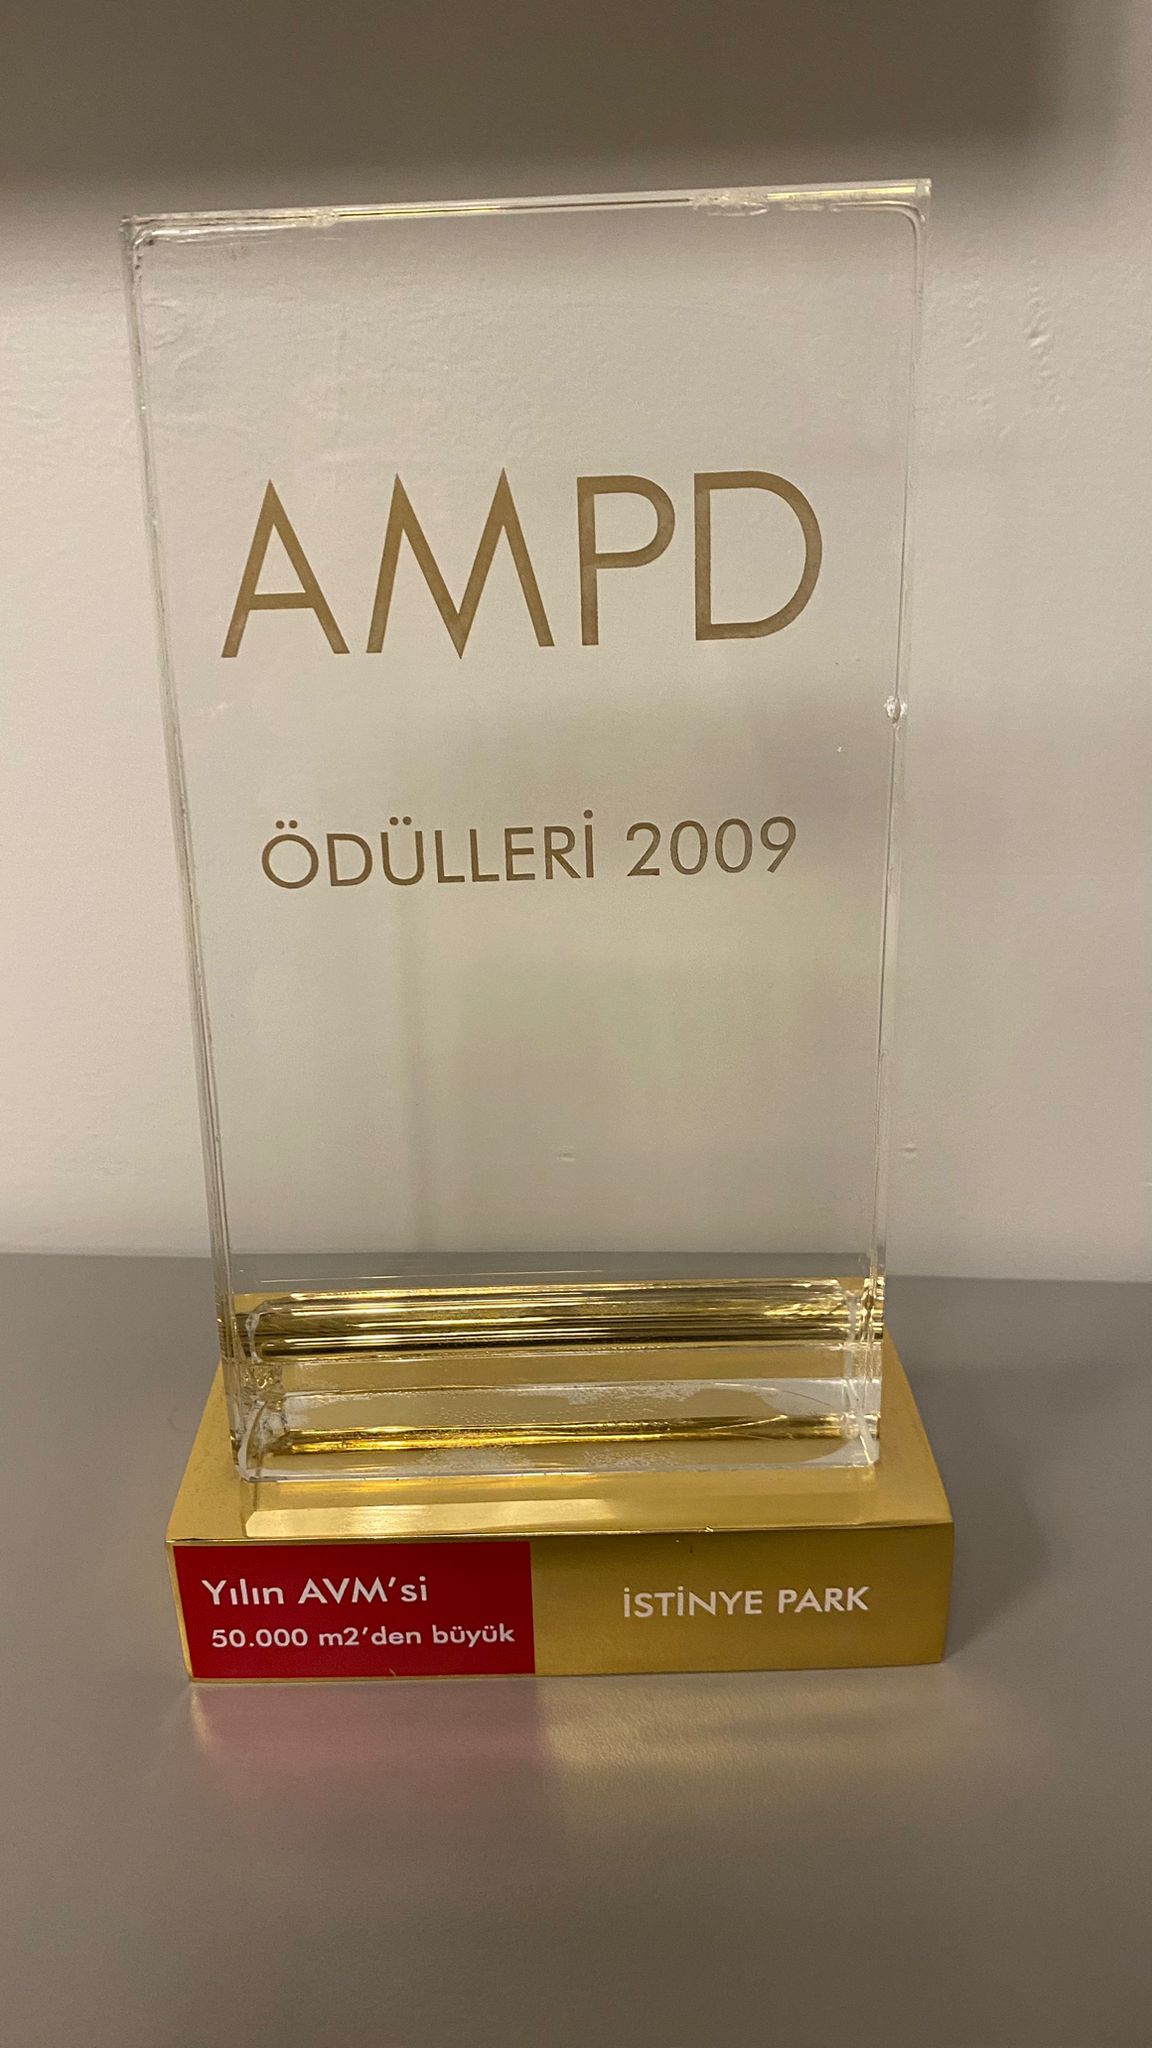 AMPD
ÖDÜLLERİ 2009
Yılın AVM'si
50.000 m2'den büyük
İSTİNYE PARK